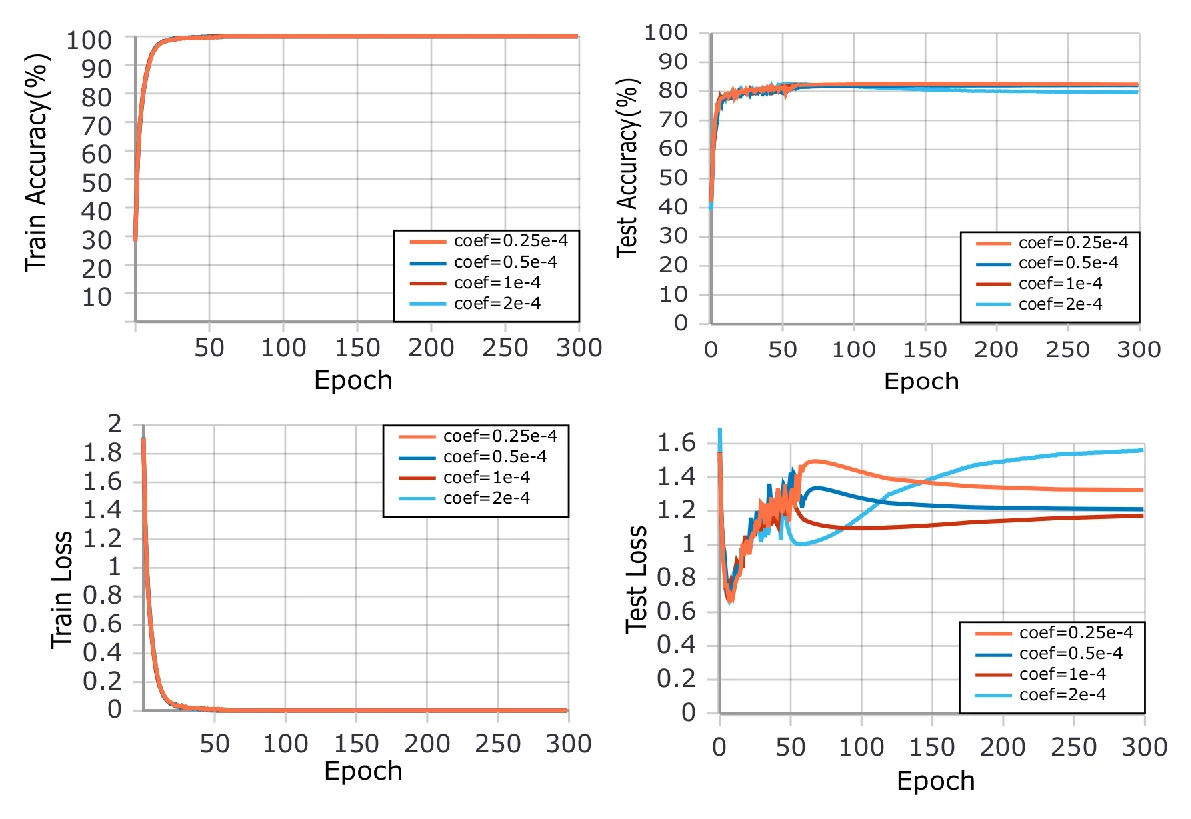 Train Accuracy(%)
100
90
80
70
60
50
40
30
20
10
50 100 150 200 250 300
Epoch
coef=0.25e-4
coef=0.5e-4
coef=1e-4
coef=2e-4
Test Accuracy(%)
100
90
80
70
60
50
40
30
20
10
0
0 50 100 150 200 250 300
Epoch
coef=0.25e-4
coef=0.5e-4
coef=1e-4
coef=2e-4
Train Loss
2
1.8
1.6
1.4
1.2
1
0.8
0.6
0.4
0.2
0
50 100 150 200 250 300
Epoch
coef=0.25e-4
coef=0.5e-4
coef=1e-4
coef=2e-4
Test Loss
1.6
1.4
1.2
1
0.8
0.6
0.4
0.2
0
0 50 100 150 200 250 300
Epoch
coef=0.25e-4
coef=0.5e-4
coef=1e-4
coef=2e-4